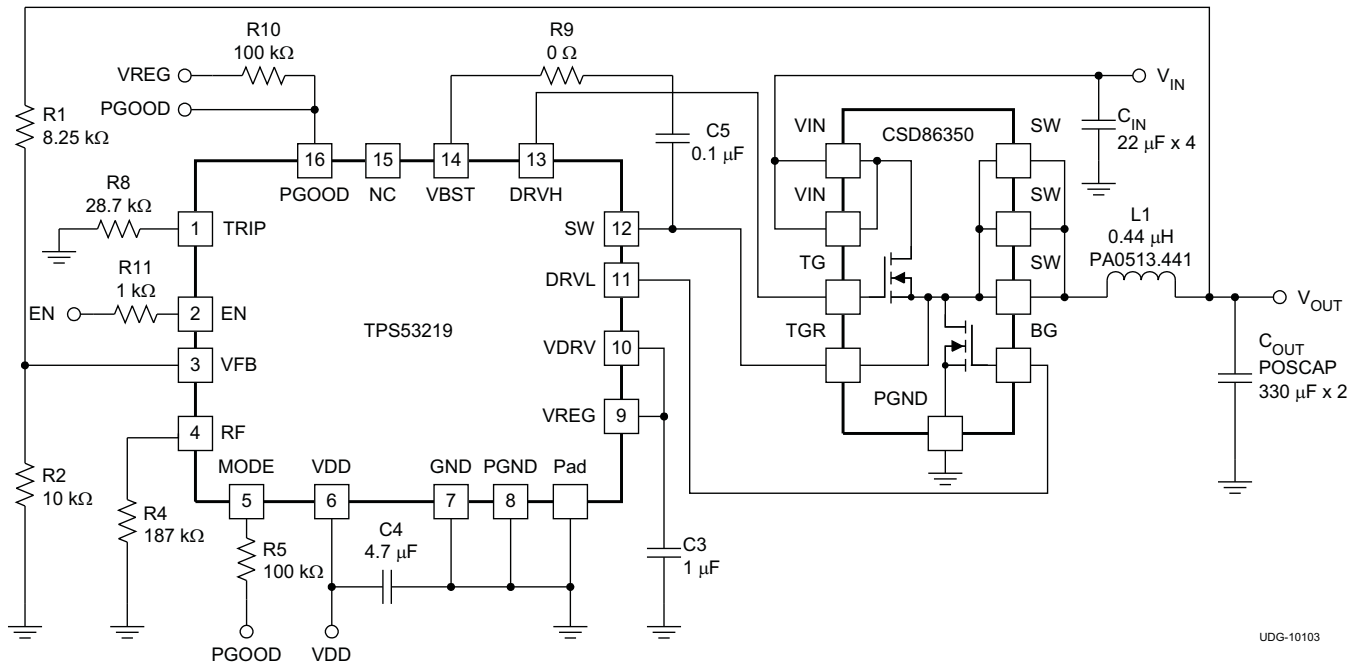 R10
100 kΩ
VREG
PGOOD
R9
0 Ω
R1
8.25 kΩ
C5
0.1 µF
VIN
CSD86350
SW
V_IN
C_IN
22 µF x 4
16
15
14
13
PGOOD
NC
VBST
DRVH
R8
28.7 kΩ
1
TRIP
SW
12
VIN
SW
TG
SW
L1
0.44 µH
PA0513.441
R11
1 kΩ
EN
2
EN
DRVL
11
TPS53219
V_OUT
3
VFB
VDRV
10
TGR
BG
C_OUT
POSCAP
330 µF x 2
4
RF
VREG
9
PGND
MODE
VDD
GND
PGND
Pad
5
6
7
8
R2
10 kΩ
R4
187 kΩ
R5
100 kΩ
C4
4.7 µF
C3
1 µF
PGOOD
VDD
UDG-10103